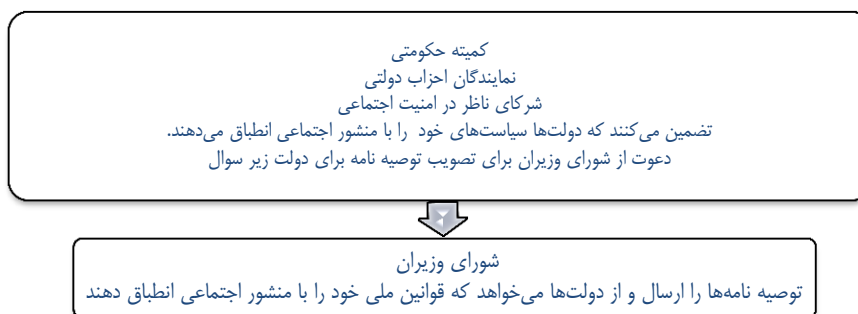 کمیته حکومتی
نمایندگان احزاب دولتی
شرکای ناظر در امنیت اجتماعی
تضمین می‌کنند که دولت‌ها سیاست‌های خود را با منشور اجتماعی انطباق می‌دهند.
دعوت از شورای وزیران برای تصویب توصیه نامه برای دولت زیر سوال
شورای وزیران
توصیه نامه‌ها را ارسال و از دولت‌ها می‌خواهد که قوانین ملی خود را با منشور اجتماعی انطباق دهند